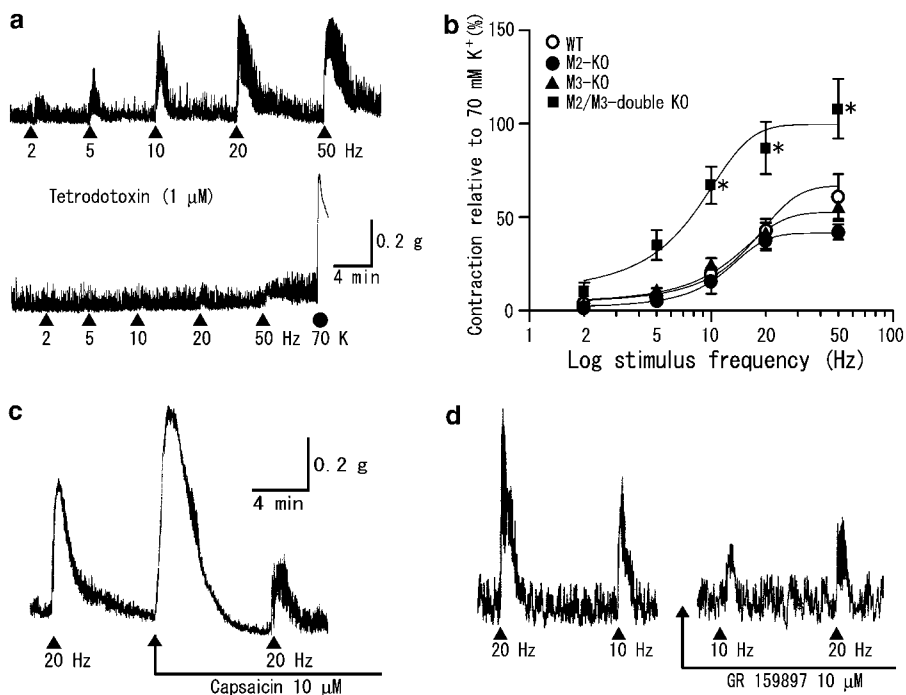 a
2 5 10 20 50 Hz
Tetrodotoxin (1 μM)
0.2 g
4 min
2 5 10 20 50 Hz 70 K
b
Contraction relative to 70 mM K+(%)
150
100
50
0
WT
M2-KO
M3-KO
M2/M3-double KO
*
*
*
1 2 5 10 20 50 100
Log stimulus frequency (Hz)
c
0.2 g
4 min
20 Hz 20 Hz
Capsaicin 10 μM
d
20 Hz 10 Hz 10 Hz 20 Hz
GR 159897 10 μM